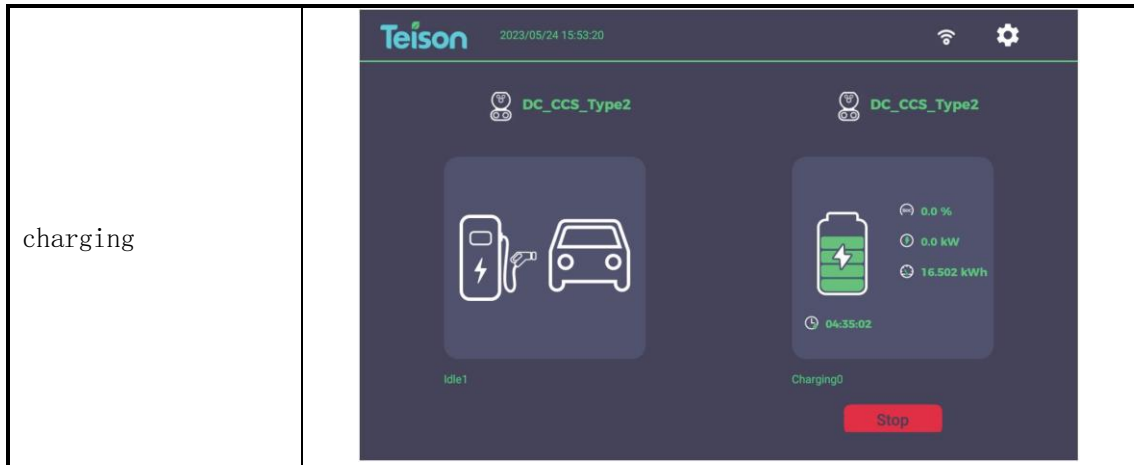 charging
Teison
2023/05/24 15:53:20
DC_CCS_Type2
DC_CCS_Type2
0.0 %
0.0 kW
16.502 kWh
04:35:02
Idle1
Charging0
Stop